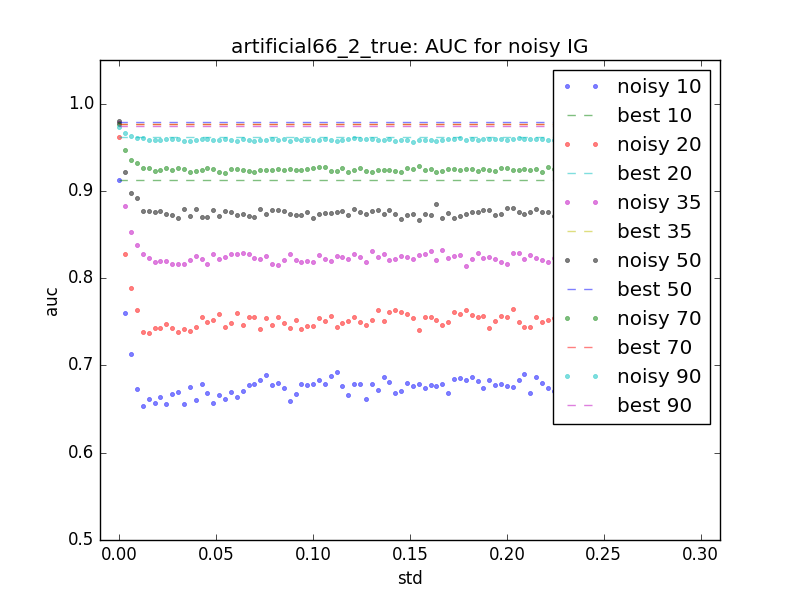 artificial66_2_true: AUC for noisy IG
1.0
0.9
0.8
0.7
0.6
0.5
auc
0.00
0.05
0.10
0.15
0.20
0.25
0.30
std
noisy 10
best 10
noisy 20
best 20
noisy 35
best 35
noisy 50
best 50
noisy 70
best 70
noisy 90
best 90